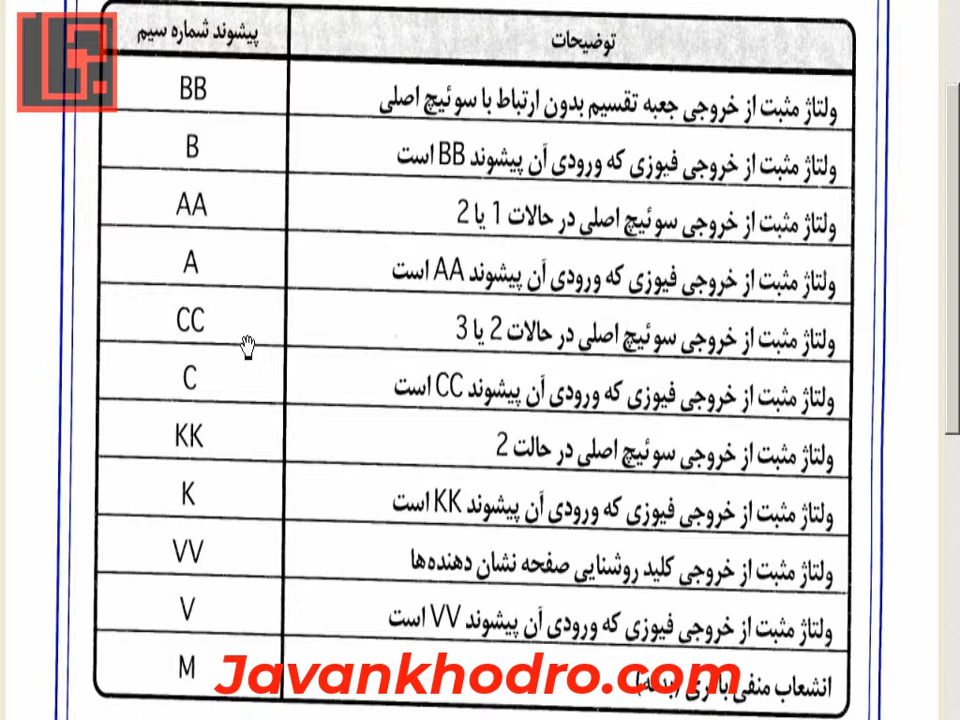 توضیحات پیشوند شماره سیم
ولتاژ مثبت از خروجی جعبه تقسیم بدون ارتباط با سوئیچ اصلی BB
ولتاژ مثبت از خروجی فیوزی که ورودی آن پیشوند BB است B
ولتاژ مثبت از خروجی سوئیچ اصلی در حالات 1 یا 2 AA
ولتاژ مثبت از خروجی فیوزی که ورودی آن پیشوند AA است A
ولتاژ مثبت از خروجی سوئیچ اصلی در حالات 2 یا 3 CC
ولتاژ مثبت از خروجی فیوزی که ورودی آن پیشوند CC است C
ولتاژ مثبت از خروجی سوئیچ اصلی در حالت 2 KK
ولتاژ مثبت از خروجی فیوزی که ورودی آن پیشوند KK است K
ولتاژ مثبت از خروجی کلید روشنایی صفحه نشان دهنده‌ها VV
ولتاژ مثبت از خروجی فیوزی که ورودی آن پیشوند VV است V
انشعاب منفی M
Javankhodro.com